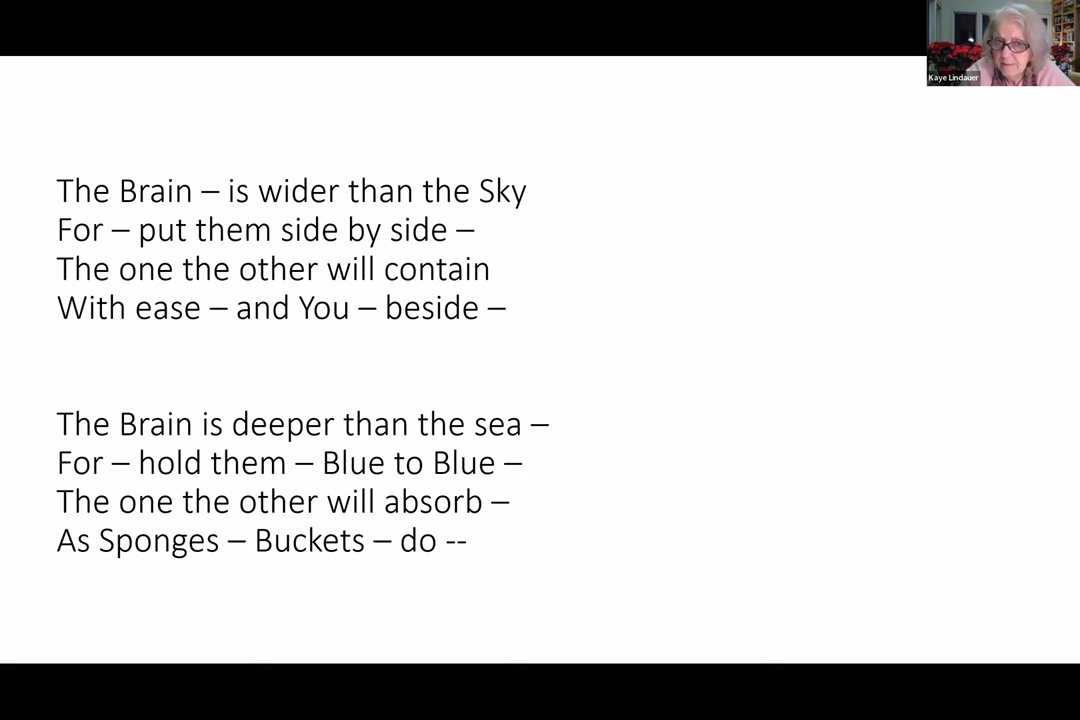 Kaye Lindauer
The Brain – is wider than the Sky
For – put them side by side –
The one the other will contain
With ease – and You – beside –
The Brain is deeper than the sea –
For – hold them – Blue to Blue –
The one the other will absorb –
As Sponges – Buckets – do --